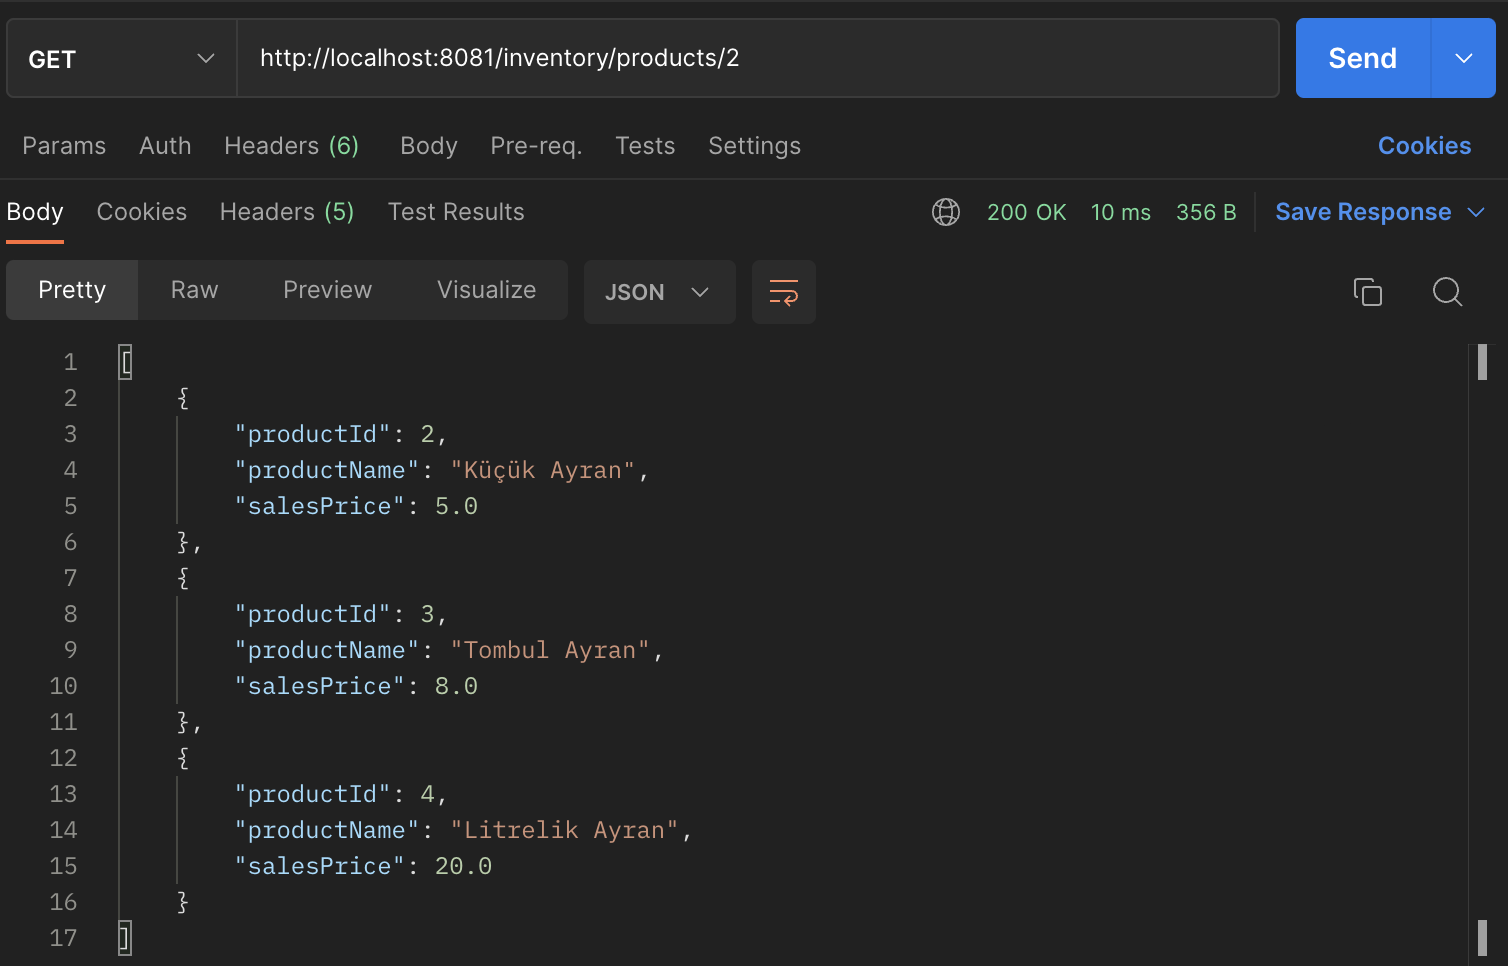 GET http://localhost:8081/inventory/products/2 Send
Params Auth Headers (6) Body Pre-req. Tests Settings Cookies
Body Cookies Headers (5) Test Results 200 OK 10 ms 356 B Save Response
Pretty Raw Preview Visualize JSON
1 [
2 {
3 "productId": 2,
4 "productName": "Küçük Ayran",
5 "salesPrice": 5.0
6 },
7 {
8 "productId": 3,
9 "productName": "Tombul Ayran",
10 "salesPrice": 8.0
11 },
12 {
13 "productId": 4,
14 "productName": "Litrelik Ayran",
15 "salesPrice": 20.0
16 }
17 ]